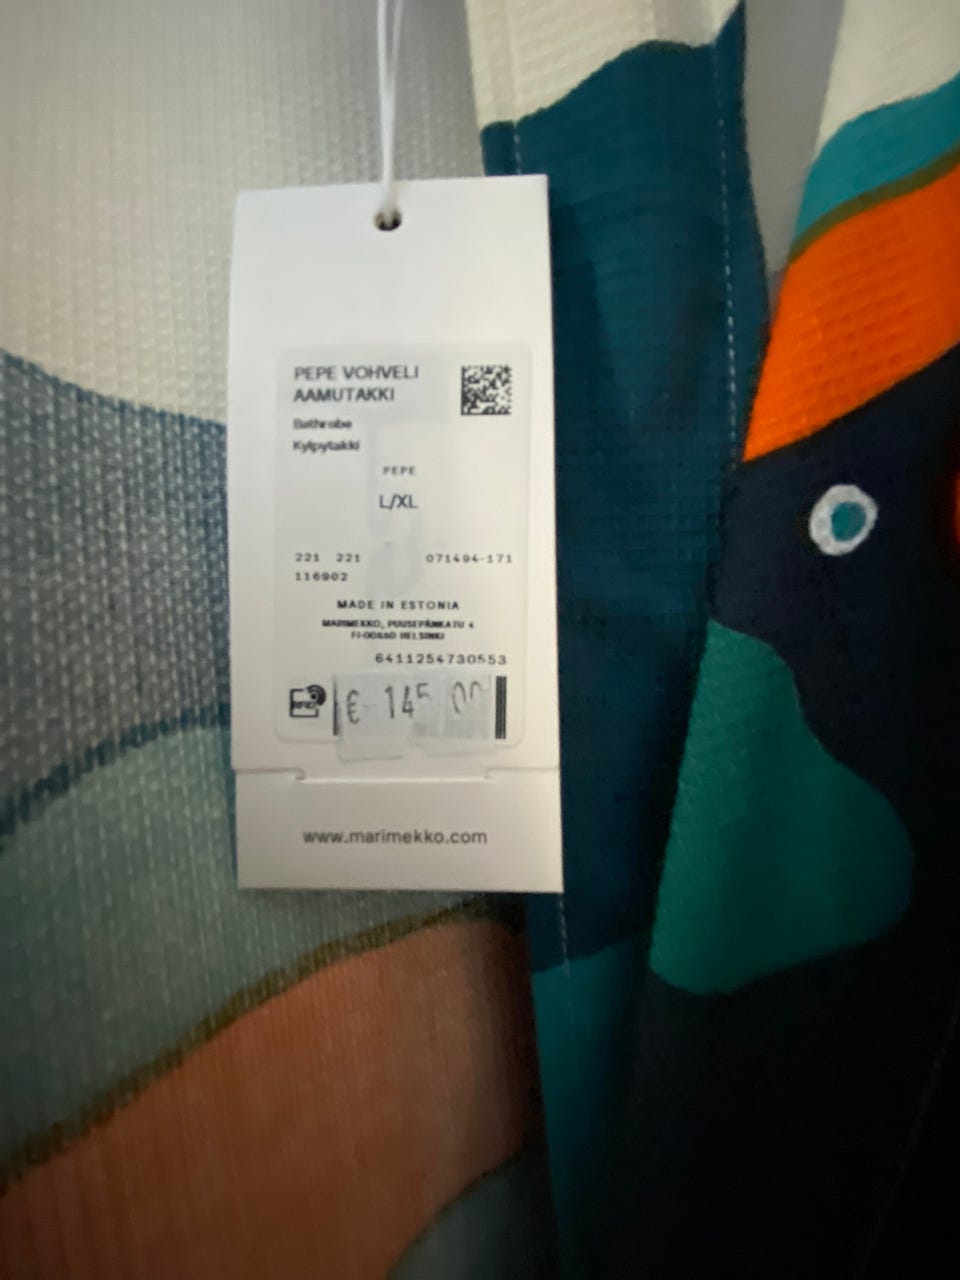 PEPE VOHVELI
AAMUTAKKI
Bathrobe
Kylpytakki
PEPE
L/XL
221 221 071494-171
116902
MADE IN ESTONIA
MARIMEKKO, PUUSEPÄNKATU 4
FI-00880 HELSINKI
6411254730553
RFID
€ 145,00
www.marimekko.com